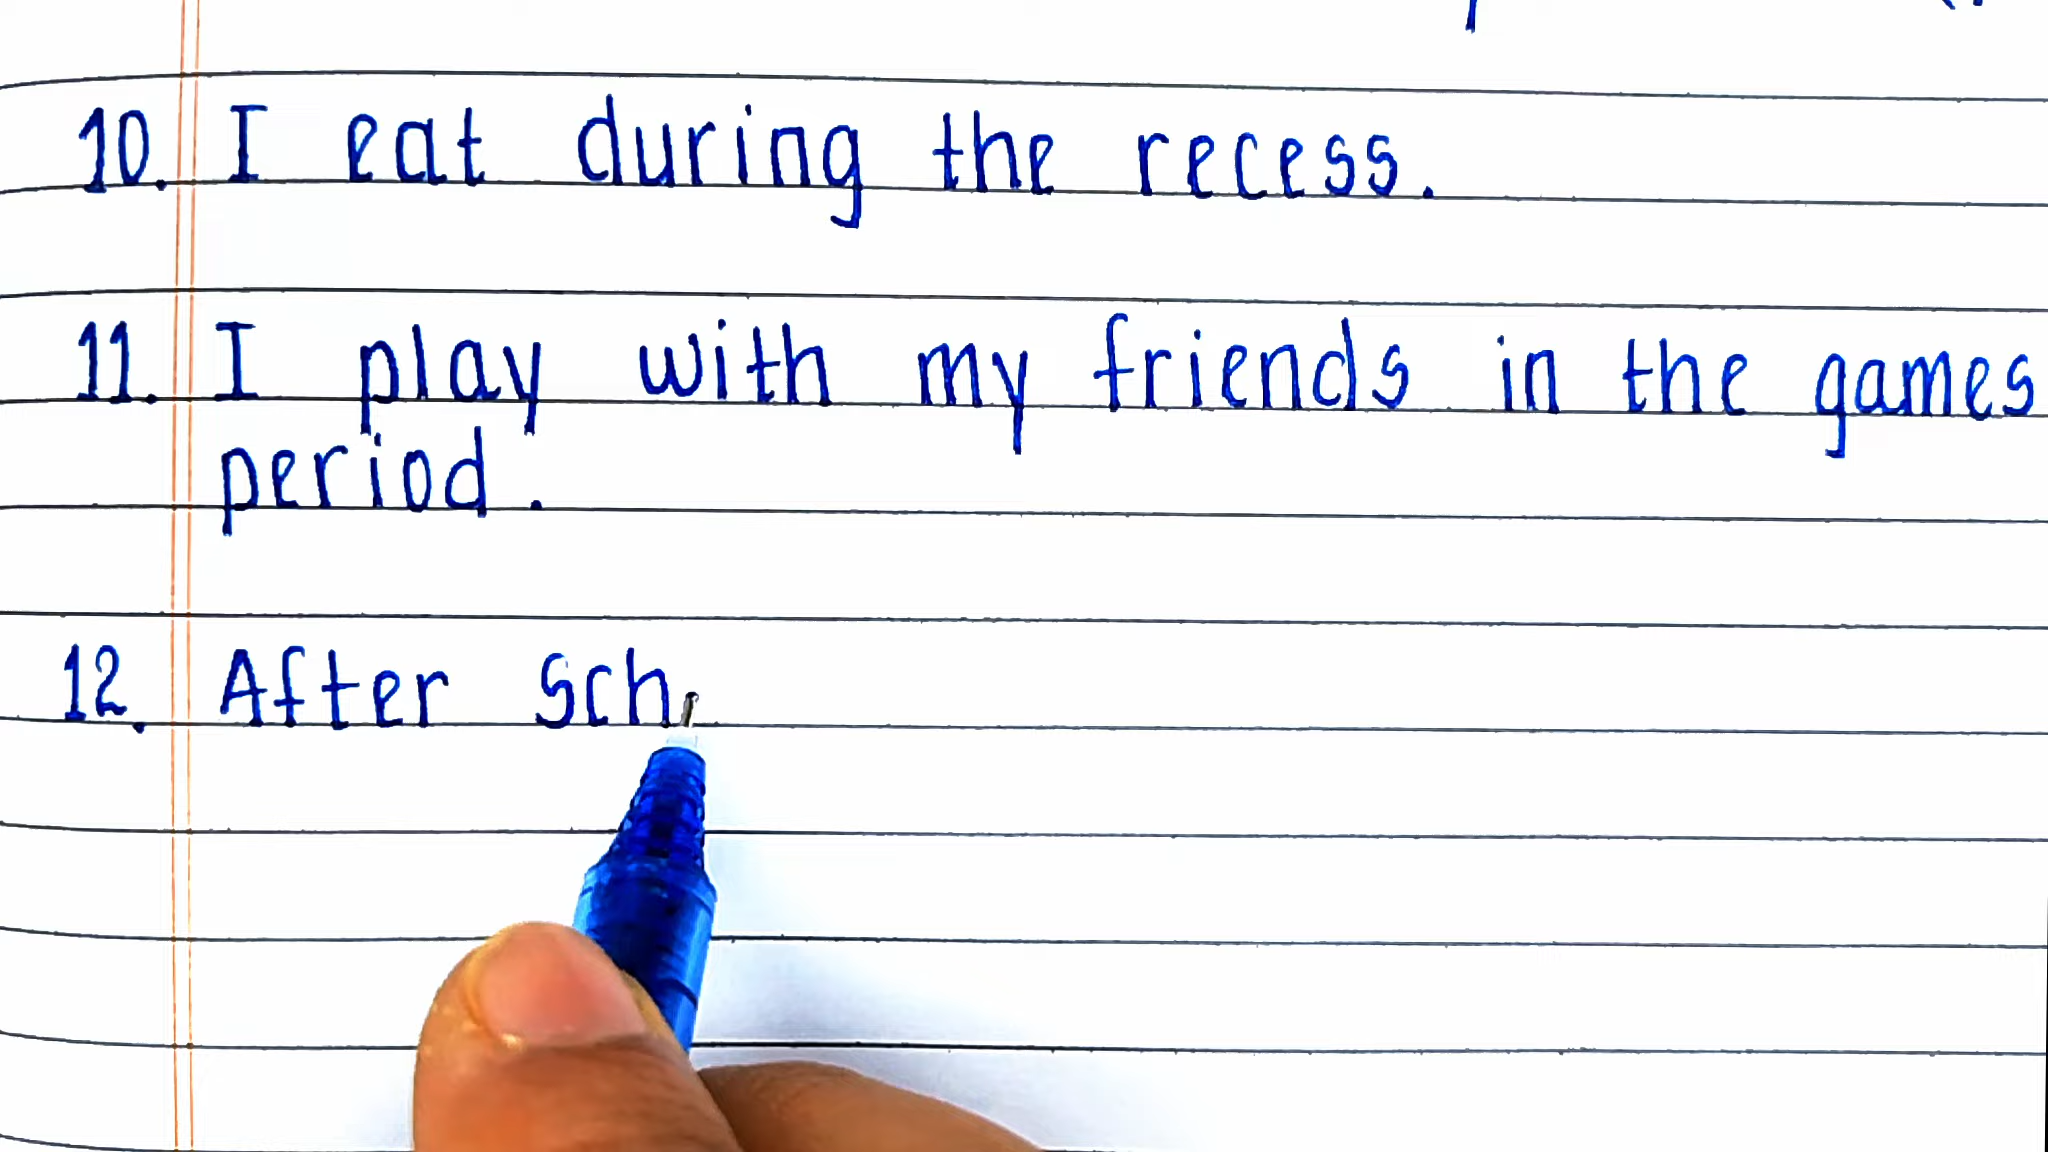 10. I eat during the recess.
11. I play with my friends in the games
period.
12. After Sch